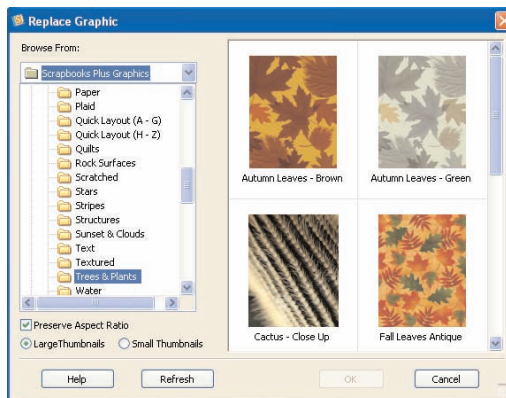 Replace Graphic
Browse From:
Scrapbooks Plus Graphics
Paper
Plaid
Quick Layout (A - G)
Quick Layout (H - Z)
Quilts
Rock Surfaces
Scratched
Stars
Stripes
Structures
Sunset & Clouds
Text
Textured
Trees & Plants
Water
Preserve Aspect Ratio
LargeThumbnails Small Thumbnails
Autumn Leaves - Brown Autumn Leaves - Green
Cactus - Close Up Fall Leaves Antique
Help Refresh OK Cancel